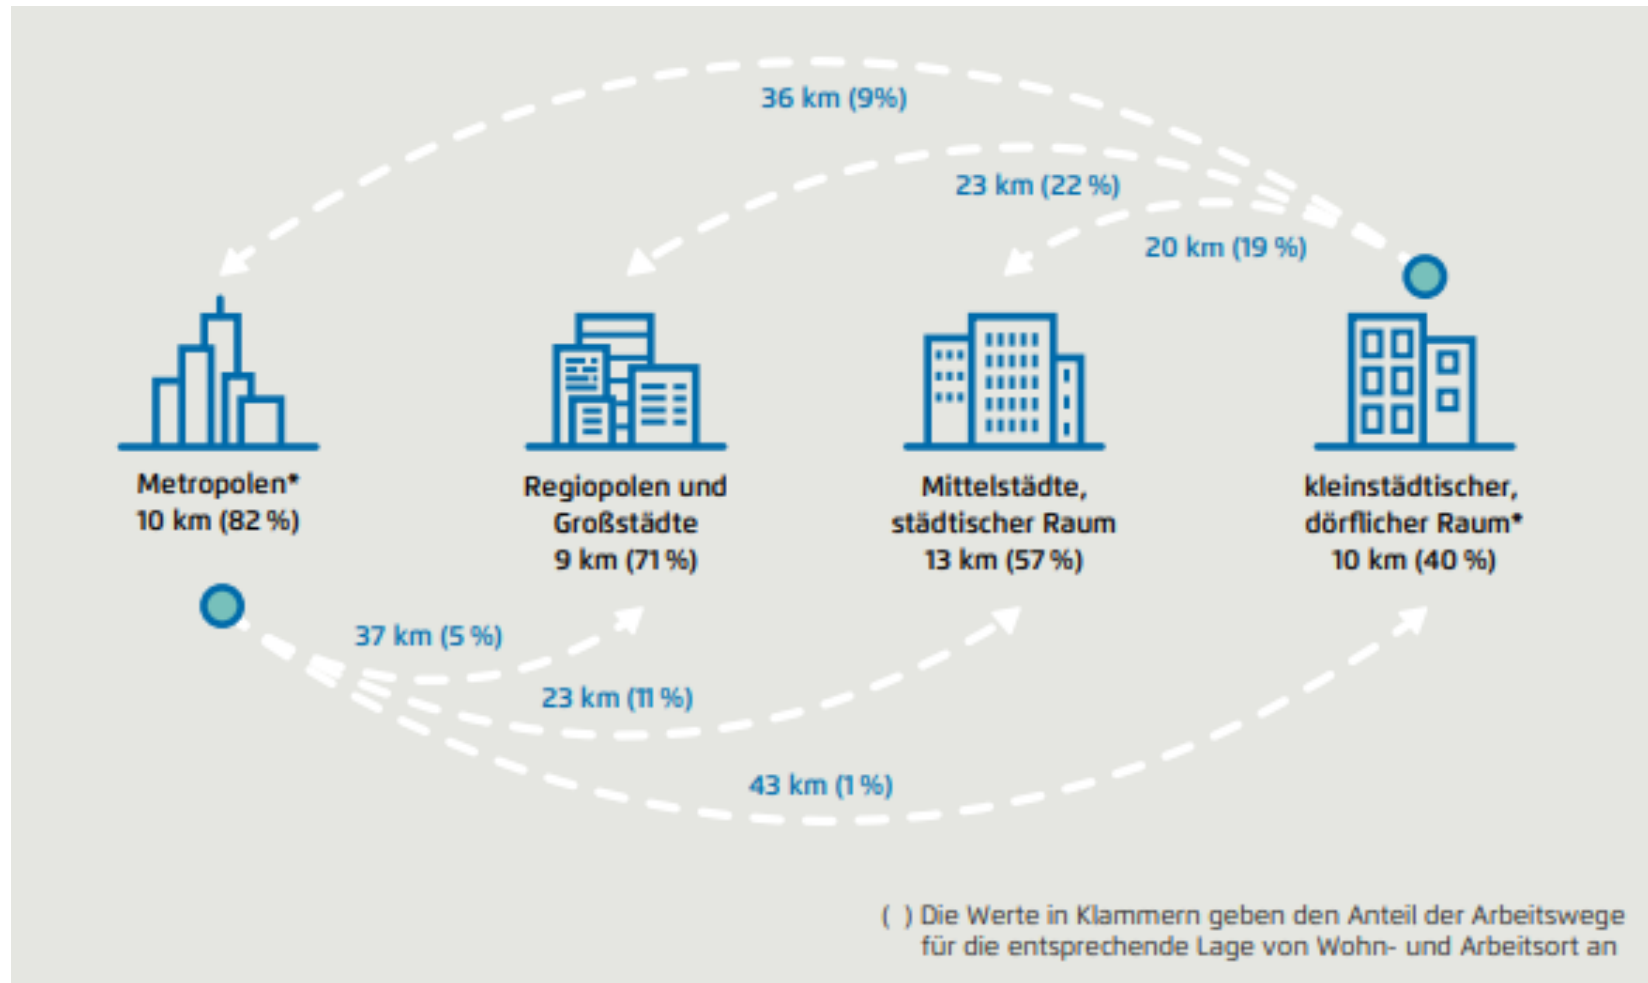 36 km (9%)
23 km (22 %)
20 km (19 %)
Metropolen*
10 km (82 %)
Regiopolen und
Großstädte
9 km (71 %)
Mittelstädte,
städtischer Raum
13 km (57 %)
kleinstädtischer,
dörflicher Raum*
10 km (40 %)
37 km (5 %)
23 km (11 %)
43 km (1 %)
( ) Die Werte in Klammern geben den Anteil der Arbeitswege
für die entsprechende Lage von Wohn- und Arbeitsort an